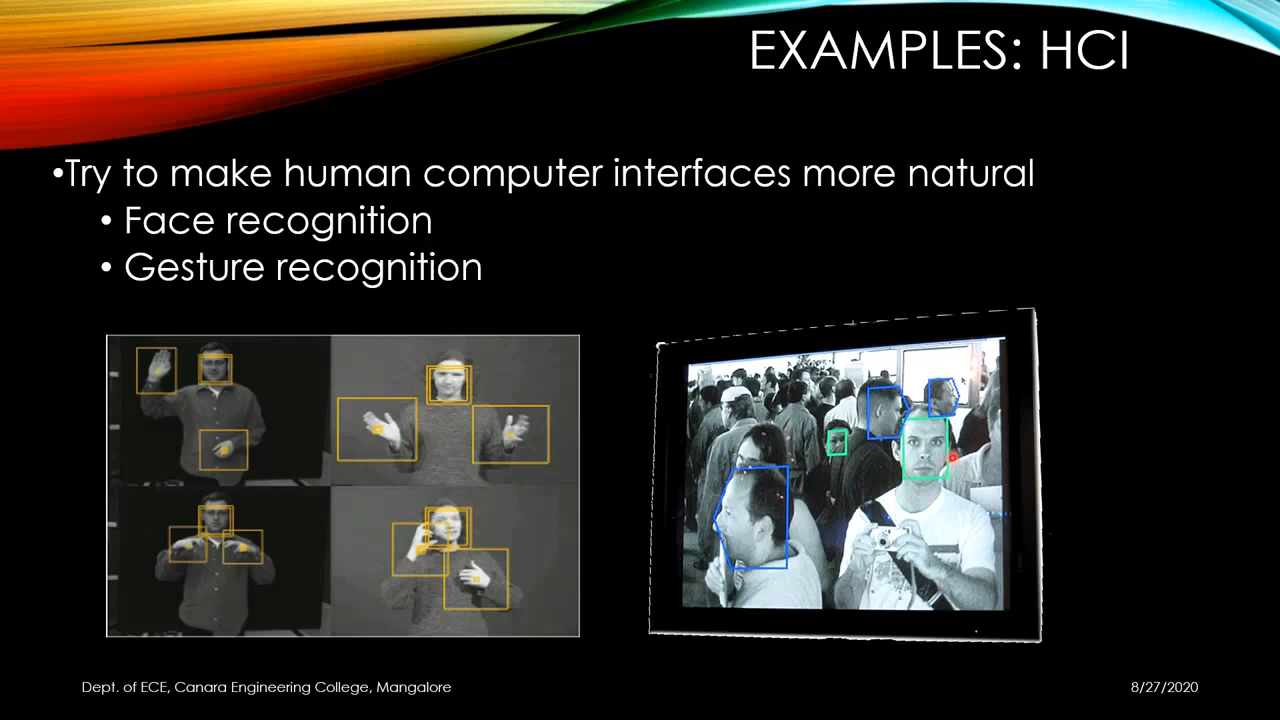 EXAMPLES: HCI
•Try to make human computer interfaces more natural
• Face recognition
• Gesture recognition
Dept. of ECE, Canara Engineering College, Mangalore
8/27/2020